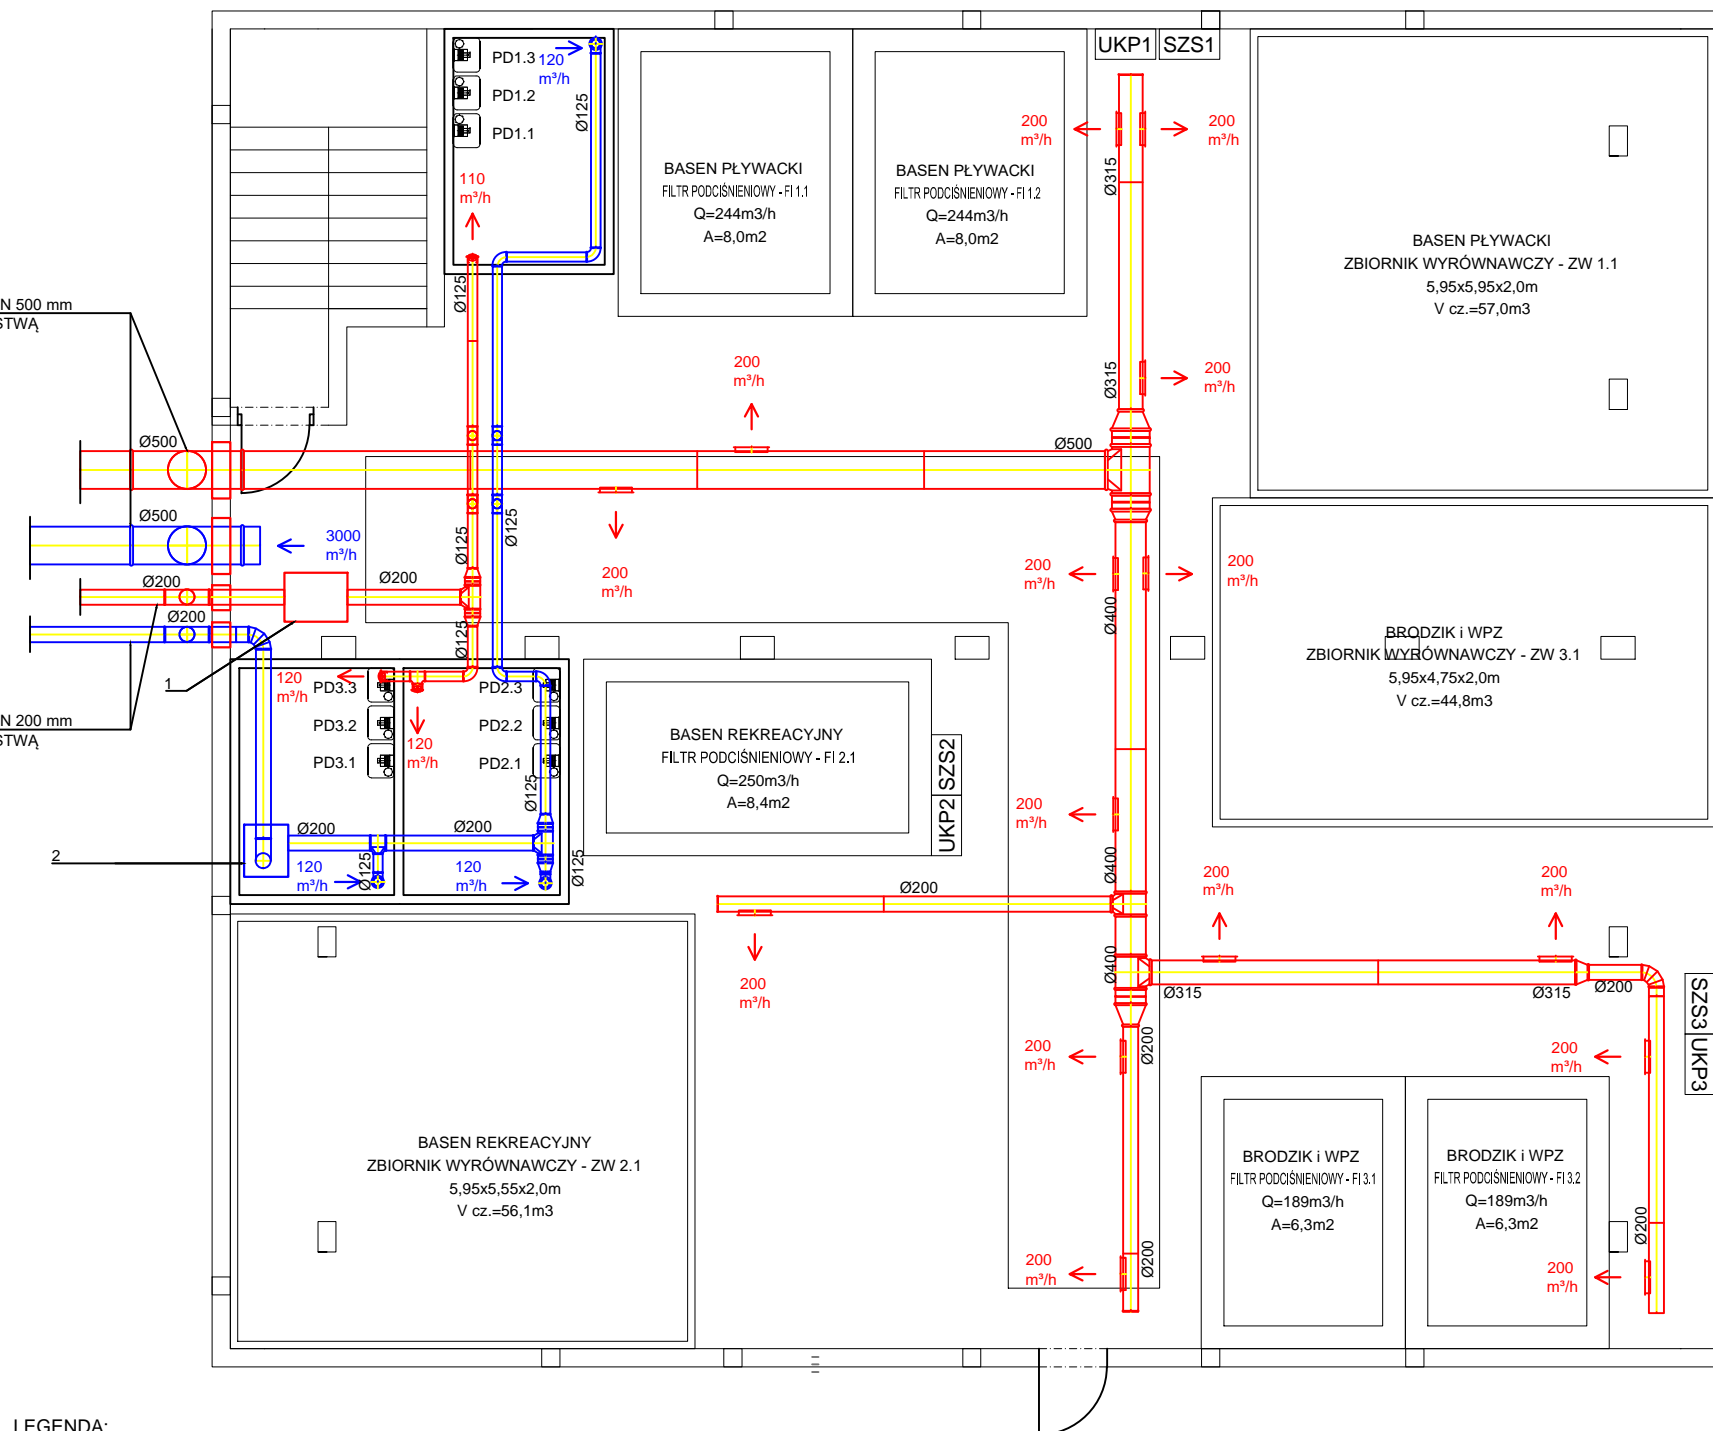 UKP1 SZS1
PD1.3
120
m³/h
PD1.2
PD1.1
Ø125
200
m³/h
200
m³/h
BASEN PŁYWACKI
FILTR PODCIŚNIENIOWY - FI 1.1
Q=244m3/h
A=8,0m2
BASEN PŁYWACKI
FILTR PODCIŚNIENIOWY - FI 1.2
Q=244m3/h
A=8,0m2
110
m³/h
Ø315
BASEN PŁYWACKI
ZBIORNIK WYRÓWNAWCZY - ZW 1.1
5,95x5,95x2,0m
V cz.=57,0m3
Ø125
N 500 mm
STWĄ
200
m³/h
Ø315
200
m³/h
Ø500
Ø500
Ø500
3000
m³/h
Ø125
Ø125
200
m³/h
200
m³/h
200
m³/h
Ø200
Ø200
Ø200
Ø125
Ø400
BRODZIK i WPZ
ZBIORNIK WYRÓWNAWCZY - ZW 3.1
5,95x4,75x2,0m
V cz.=44,8m3
1
120
m³/h
PD3.3
PD3.2
PD3.1
PD2.3
PD2.2
PD2.1
120
m³/h
N 200 mm
STWĄ
BASEN REKREACYJNY
FILTR PODCIŚNIENIOWY - FI 2.1
Q=250m3/h
A=8,4m2
UKP2 SZS2
Ø125
200
m³/h
Ø200
Ø200
2
120
m³/h
Ø125
120
m³/h
Ø125
Ø400
Ø200
200
m³/h
200
m³/h
200
m³/h
Ø400
Ø315
Ø315
Ø200
SZS3 UKP3
200
m³/h
Ø200
200
m³/h
BASEN REKREACYJNY
ZBIORNIK WYRÓWNAWCZY - ZW 2.1
5,95x5,55x2,0m
V cz.=56,1m3
BRODZIK i WPZ
FILTR PODCIŚNIENIOWY - FI 3.1
Q=189m3/h
A=6,3m2
BRODZIK i WPZ
FILTR PODCIŚNIENIOWY - FI 3.2
Q=189m3/h
A=6,3m2
200
m³/h
Ø200
200
m³/h
Ø200
LEGENDA: